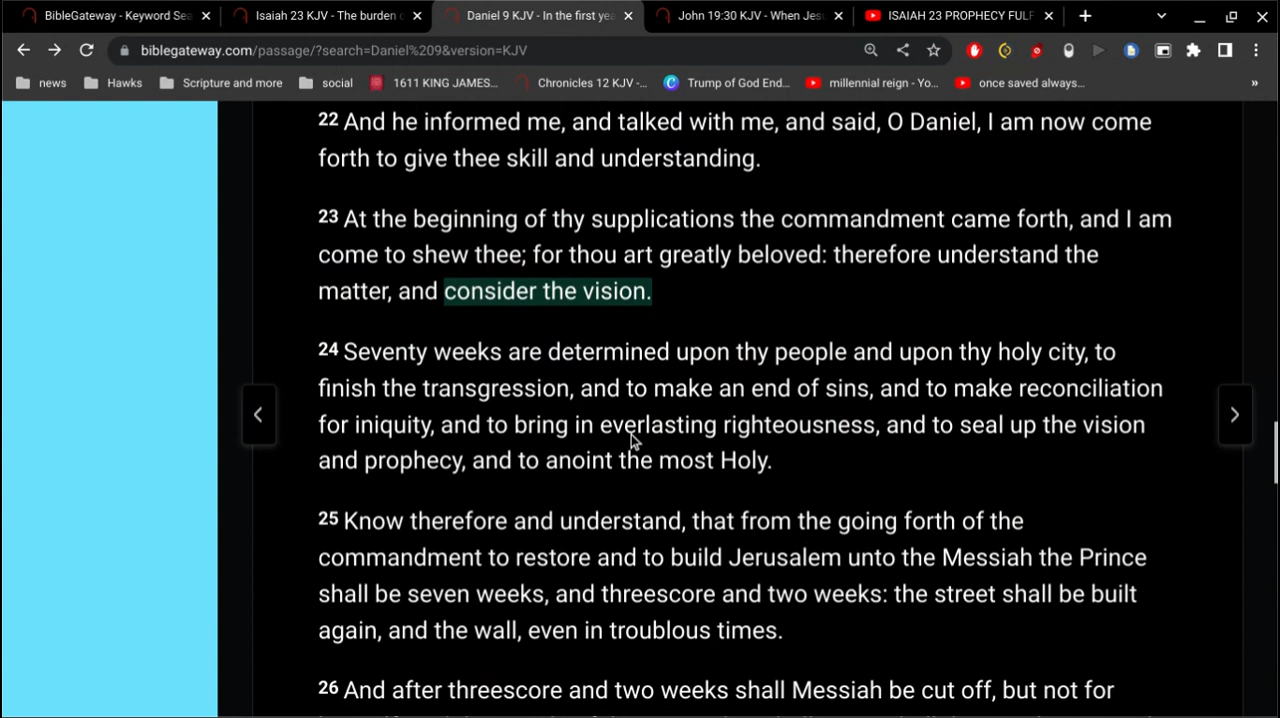 BibleGateway - Keyword Sea
Isaiah 23 KJV - The burden o
Daniel 9 KJV - In the first yea
John 19:30 KJV - When Jesu
ISAIAH 23 PROPHECY FULF
biblegateway.com/passage/?search=Daniel%209&version=KJV
news
Hawks
Scripture and more
social
1611 KING JAMES...
Chronicles 12 KJV -...
Trump of God End...
millennial reign - Yo...
once saved always...
»
22 And he informed me, and talked with me, and said, O Daniel, I am now come
forth to give thee skill and understanding.
23 At the beginning of thy supplications the commandment came forth, and I am
come to shew thee; for thou art greatly beloved: therefore understand the
matter, and consider the vision.
24 Seventy weeks are determined upon thy people and upon thy holy city, to
finish the transgression, and to make an end of sins, and to make reconciliation
for iniquity, and to bring in everlasting righteousness, and to seal up the vision
and prophecy, and to anoint the most Holy.
25 Know therefore and understand, that from the going forth of the
commandment to restore and to build Jerusalem unto the Messiah the Prince
shall be seven weeks, and threescore and two weeks: the street shall be built
again, and the wall, even in troublous times.
26 And after threescore and two weeks shall Messiah be cut off, but not for